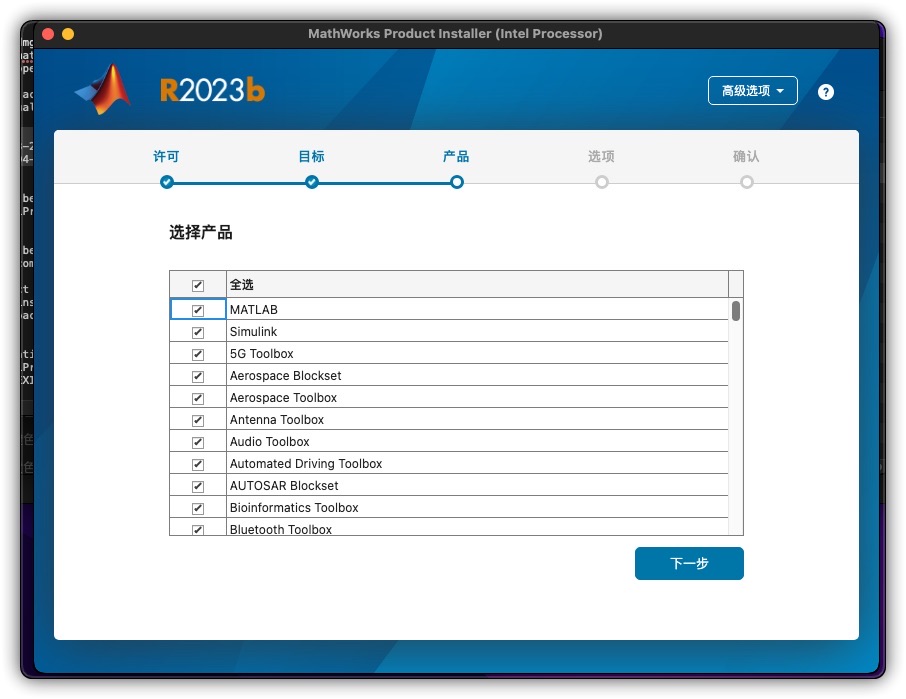 MathWorks Product Installer (Intel Processor)
R2023b
高级选项
?
许可
目标
产品
选项
确认
选择产品
全选
MATLAB
Simulink
5G Toolbox
Aerospace Blockset
Aerospace Toolbox
Antenna Toolbox
Audio Toolbox
Automated Driving Toolbox
AUTOSAR Blockset
Bioinformatics Toolbox
Bluetooth Toolbox
下一步